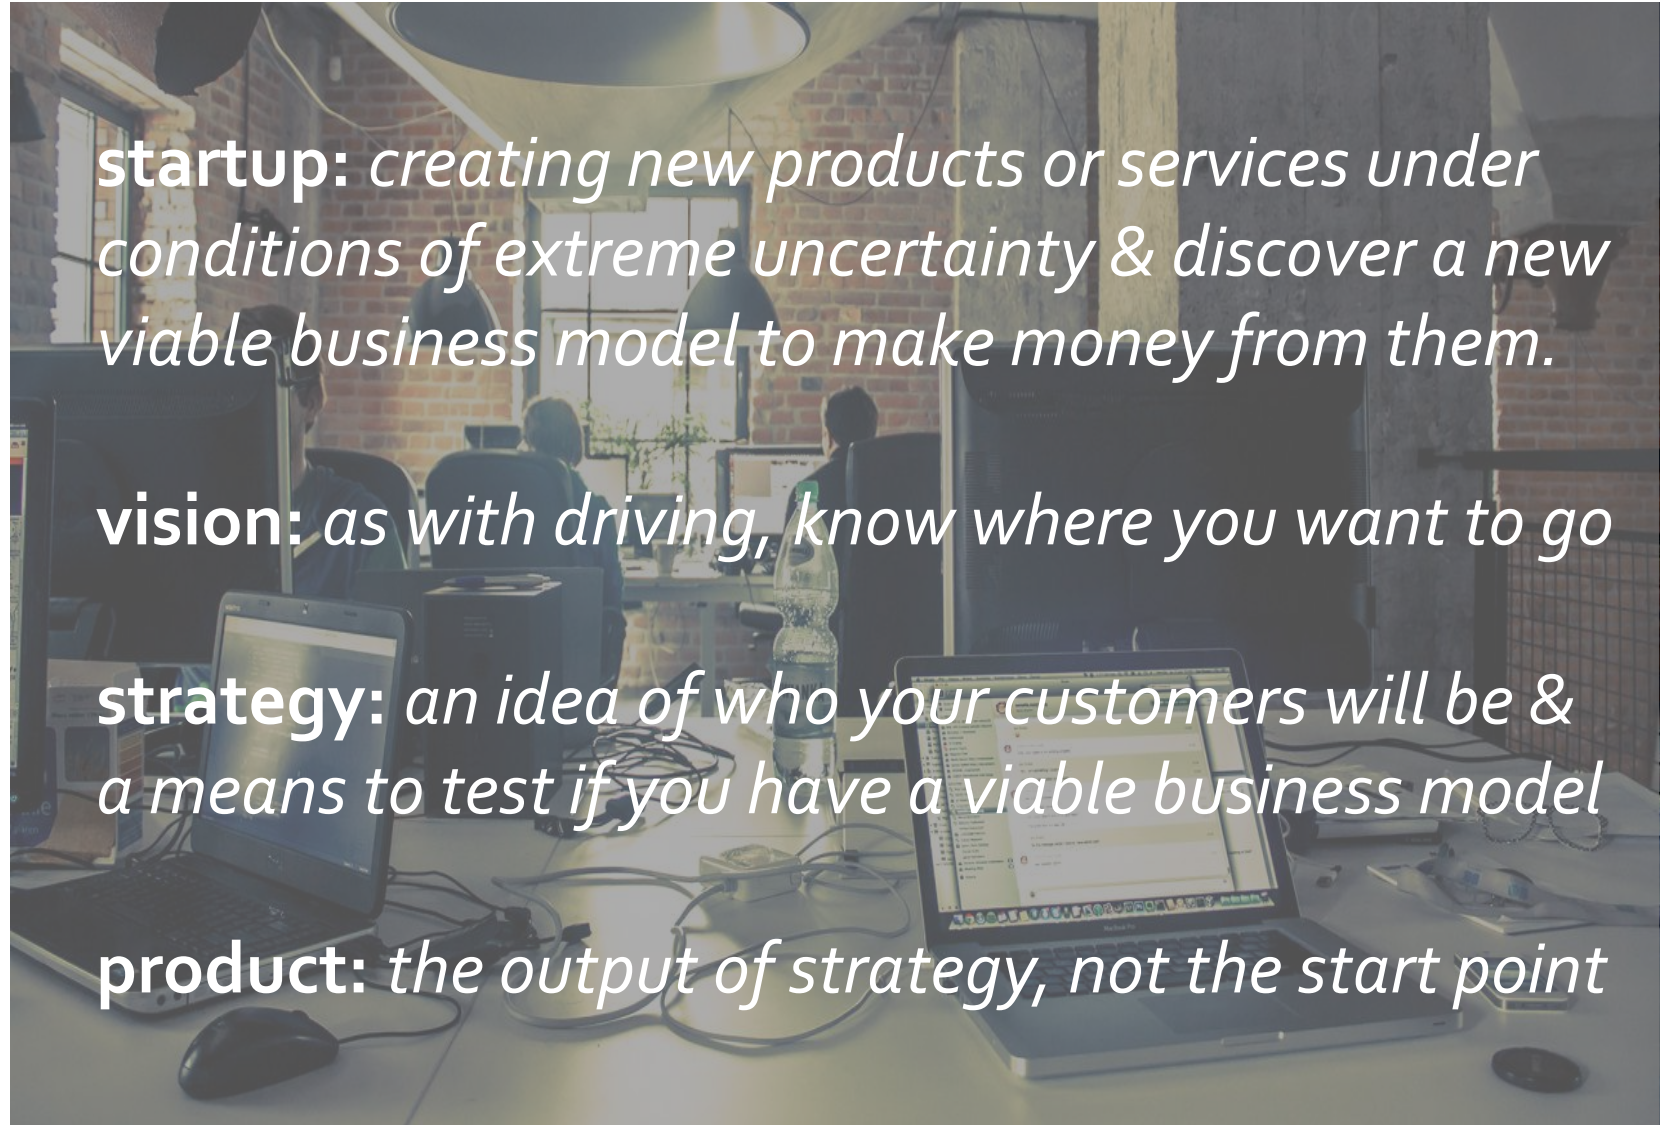 startup: creating new products or services under
conditions of extreme uncertainty & discover a new
viable business model to make money from them.
vision: as with driving, know where you want to go
strategy: an idea of who your customers will be &
a means to test if you have a viable business model
product: the output of strategy, not the start point